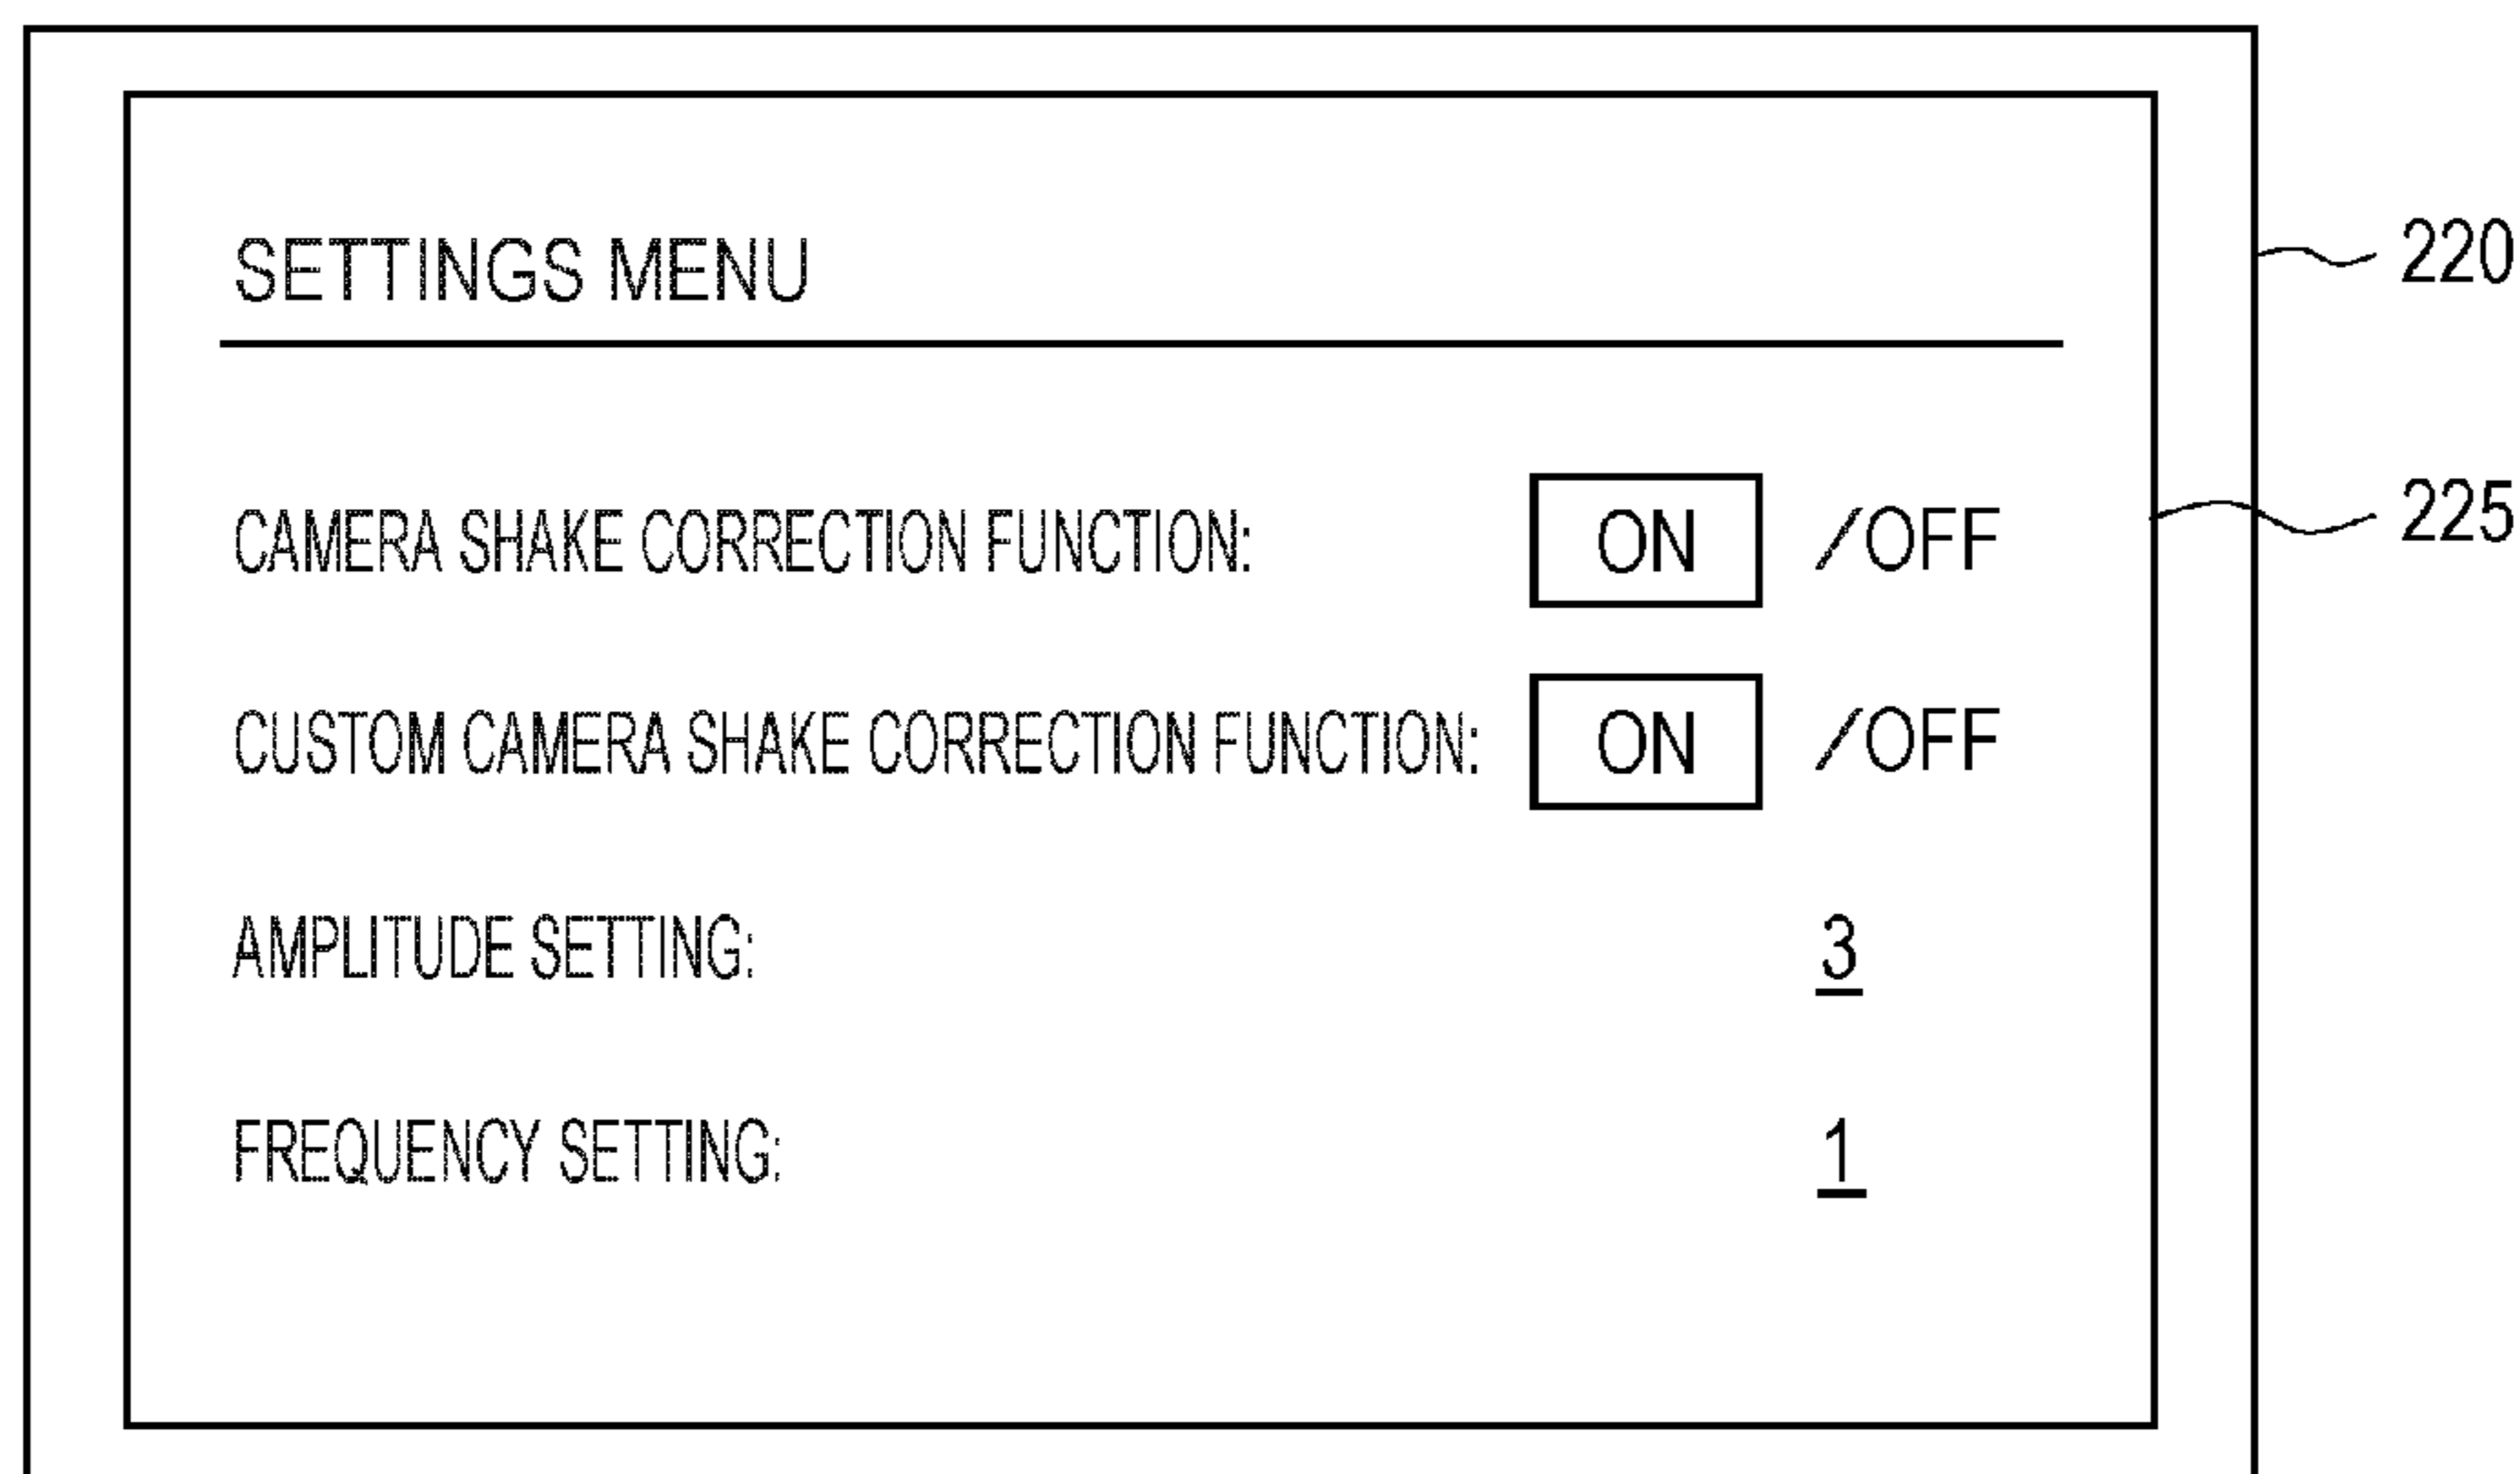 SETTINGS MENU
220
CAMERA SHAKE CORRECTION FUNCTION: ON /OFF
225
CUSTOM CAMERA SHAKE CORRECTION FUNCTION: ON /OFF
AMPLITUDE SETTING: 3
FREQUENCY SETTING: 1